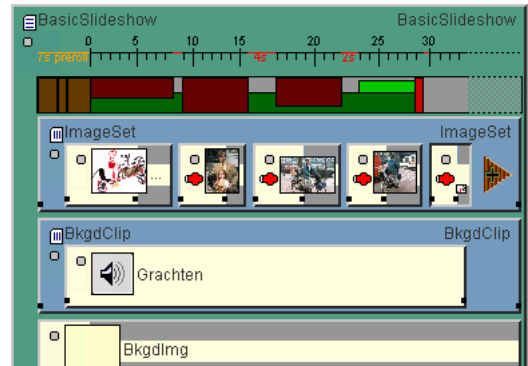 BasicSlideshow BasicSlideshow
0 5 10 15 20 25 30
7s preroll 4s 2s
ImageSet ImageSet
...
BkgdClip BkgdClip
Grachten
BkgdImg